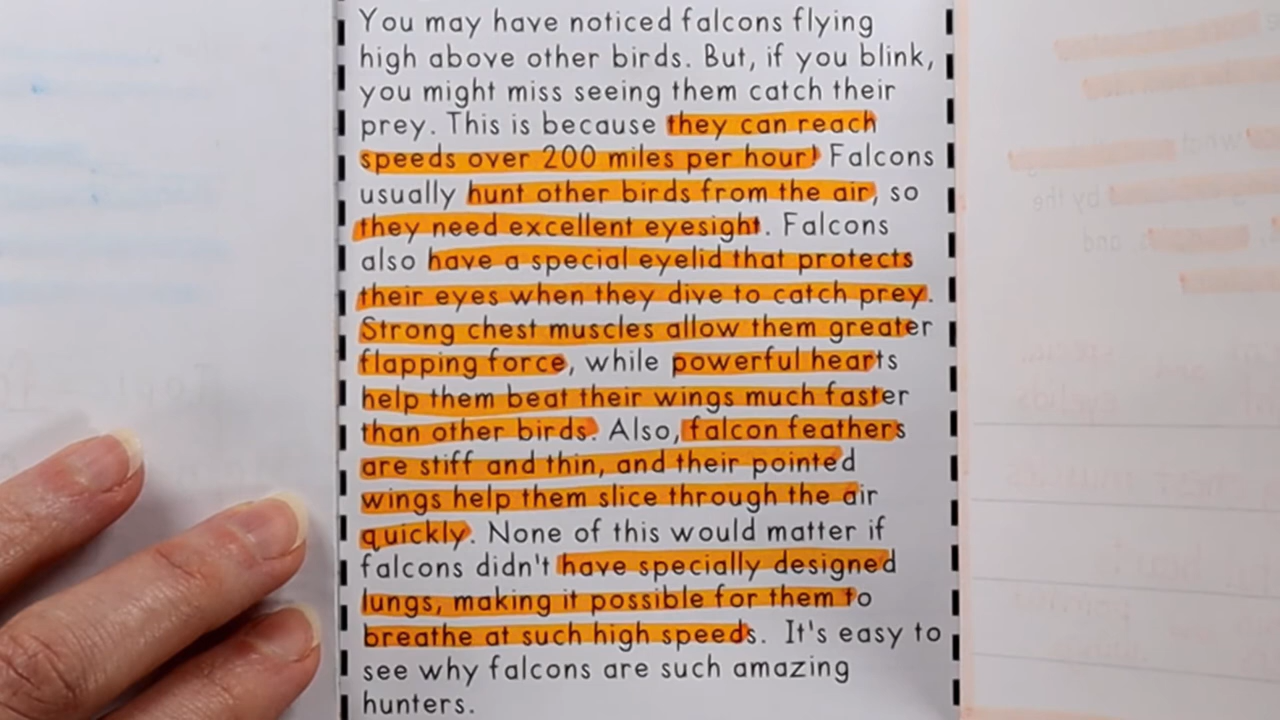 You may have noticed falcons flying
high above other birds. But, if you blink,
you might miss seeing them catch their
prey. This is because they can reach
speeds over 200 miles per hour! Falcons
usually hunt other birds from the air, so
they need excellent eyesight. Falcons
also have a special eyelid that protects
their eyes when they dive to catch prey.
Strong chest muscles allow them greater
flapping force, while powerful hearts
help them beat their wings much faster
than other birds. Also, falcon feathers
are stiff and thin, and their pointed
wings help them slice through the air
quickly. None of this would matter if
falcons didn't have specially designed
lungs, making it possible for them to
breathe at such high speeds. It's easy to
see why falcons are such amazing
hunters.